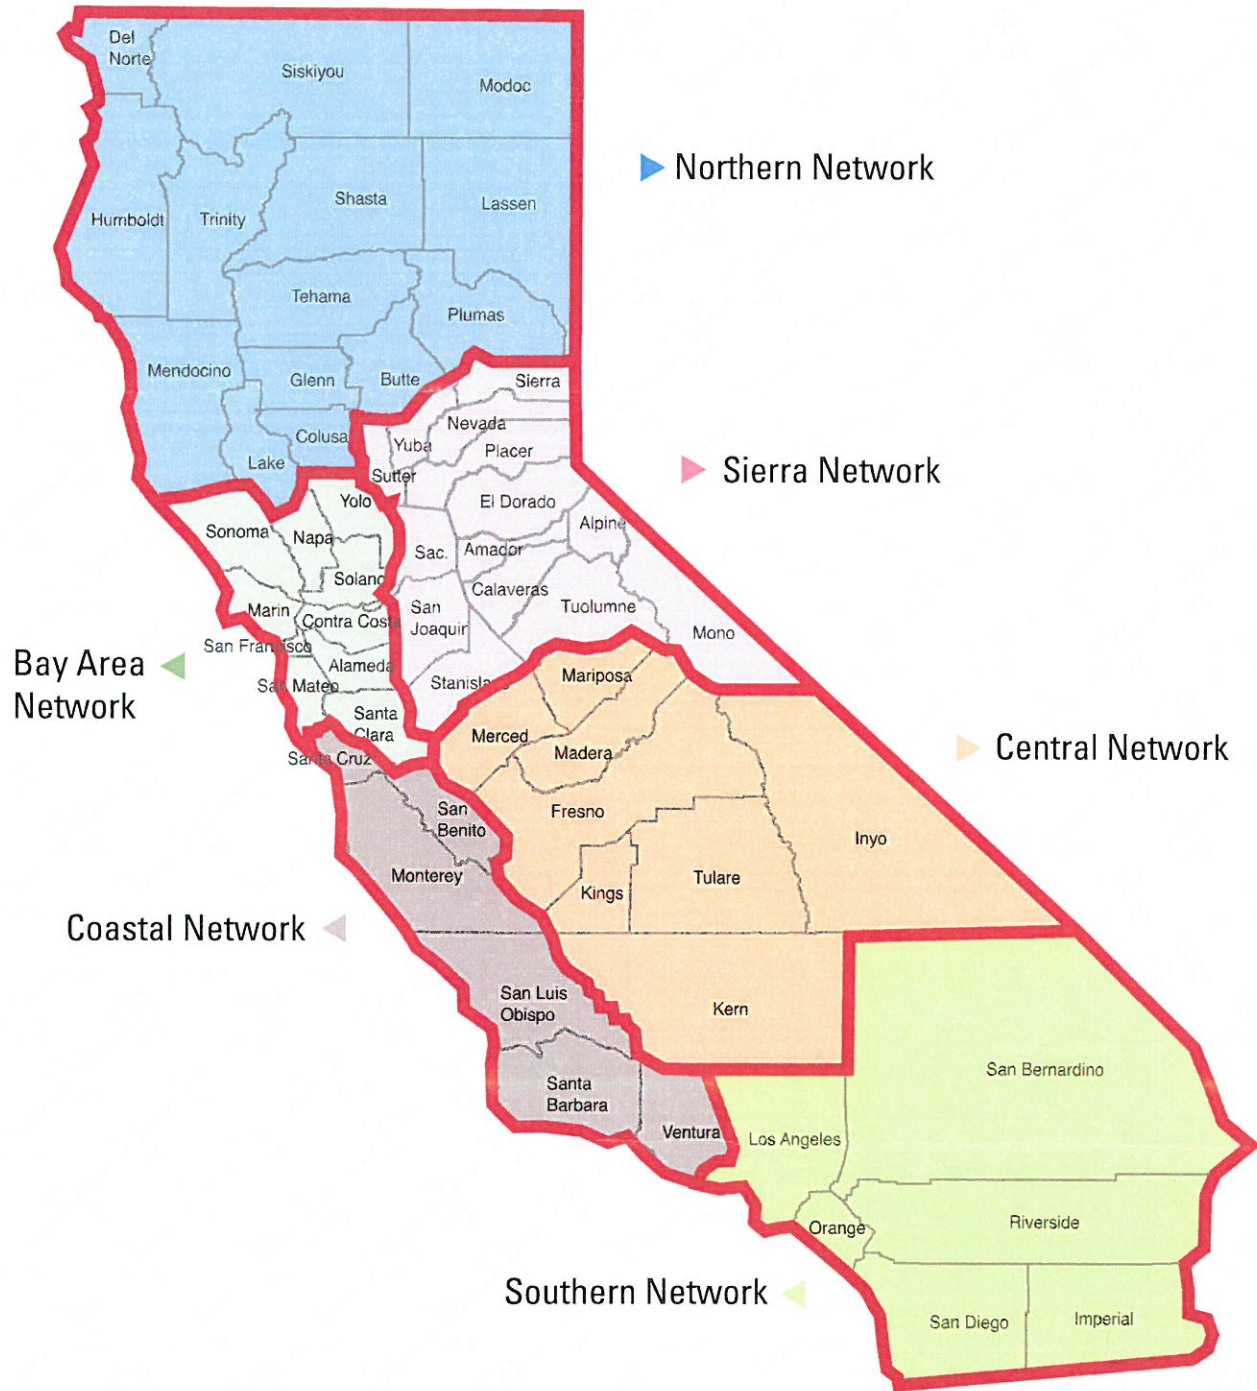 Del
Norte
Siskiyou
Modoc
Northern Network
Humboldt
Trinity
Shasta
Lassen
Tehama
Plumas
Mendocino
Glenn
Butte
Sierra
Nevada
Colusa
Yuba
Placer
Lake
Sutter
Sierra Network
Yolo
El Dorado
Sonoma
Napa
Alpine
Sac.
Amador
Solano
Calaveras
Marin
San
Joaquin
Tuolumne
Contra Costa
Mono
San Francisco
Bay Area
Network
Alameda
Mariposa
San Mateo
Stanislaus
Santa
Clara
Merced
Madera
Central Network
Santa Cruz
San
Benito
Fresno
Inyo
Monterey
Kings
Tulare
Coastal Network
San Luis
Obispo
Kern
San Bernardino
Santa
Barbara
Ventura
Los Angeles
Orange
Riverside
Southern Network
San Diego
Imperial